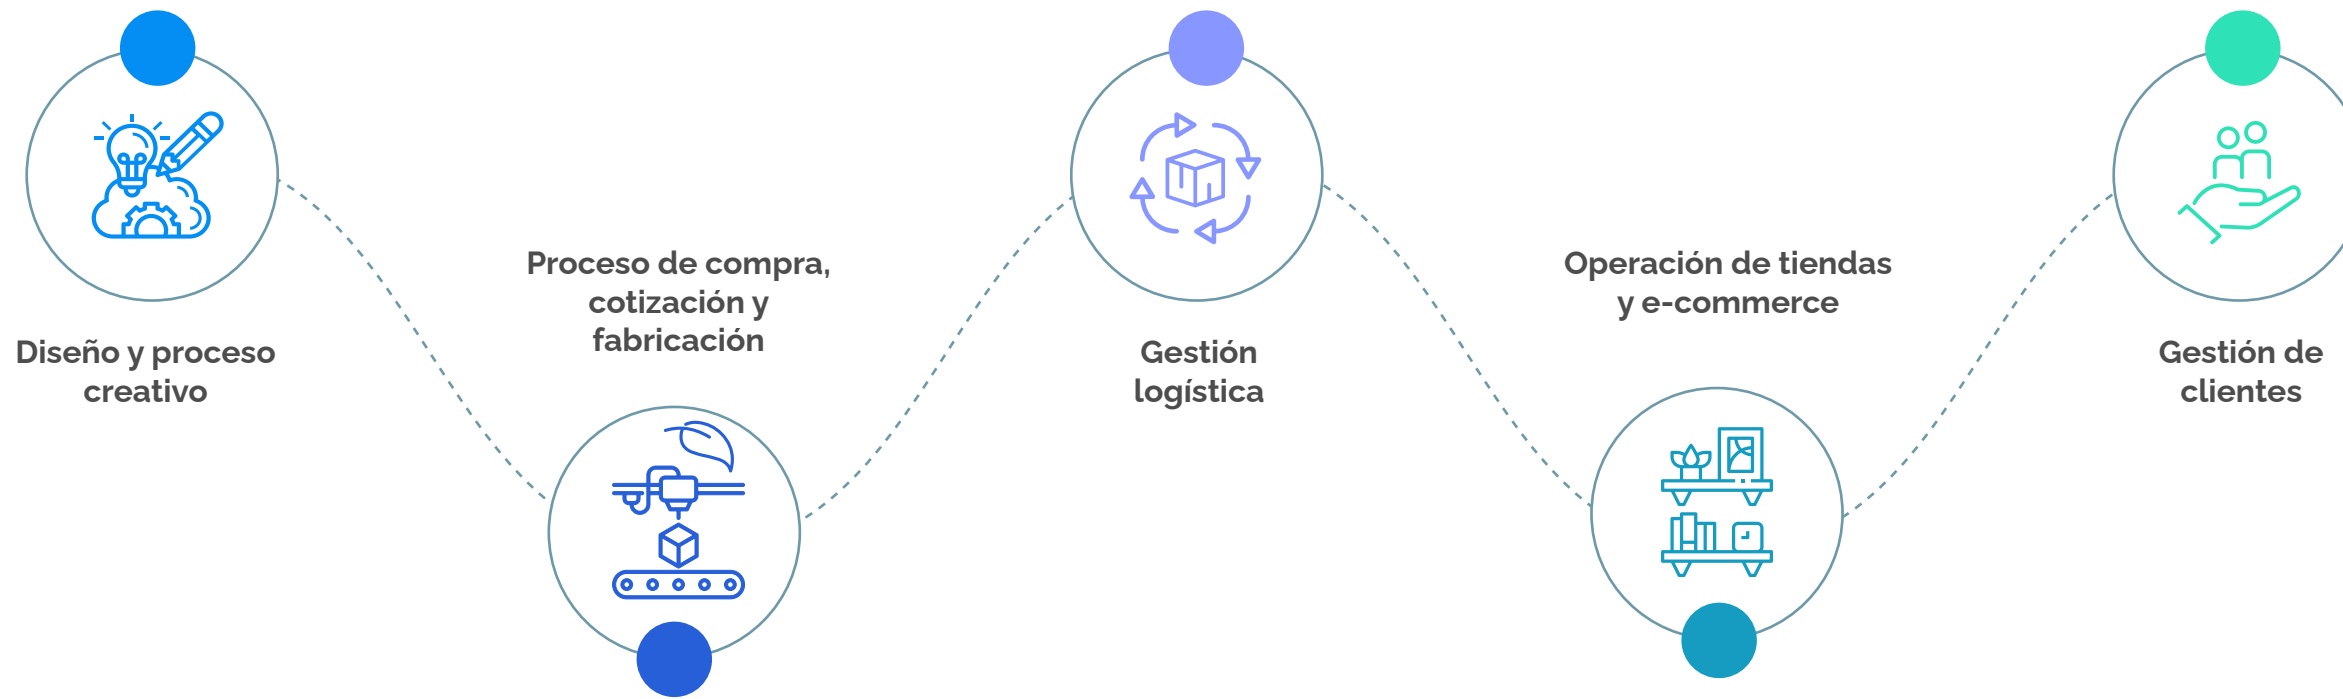 Diseño y proceso
creativo
Proceso de compra,
cotización y
fabricación
Gestión
logística
Operación de tiendas
y e-commerce
Gestión de
clientes